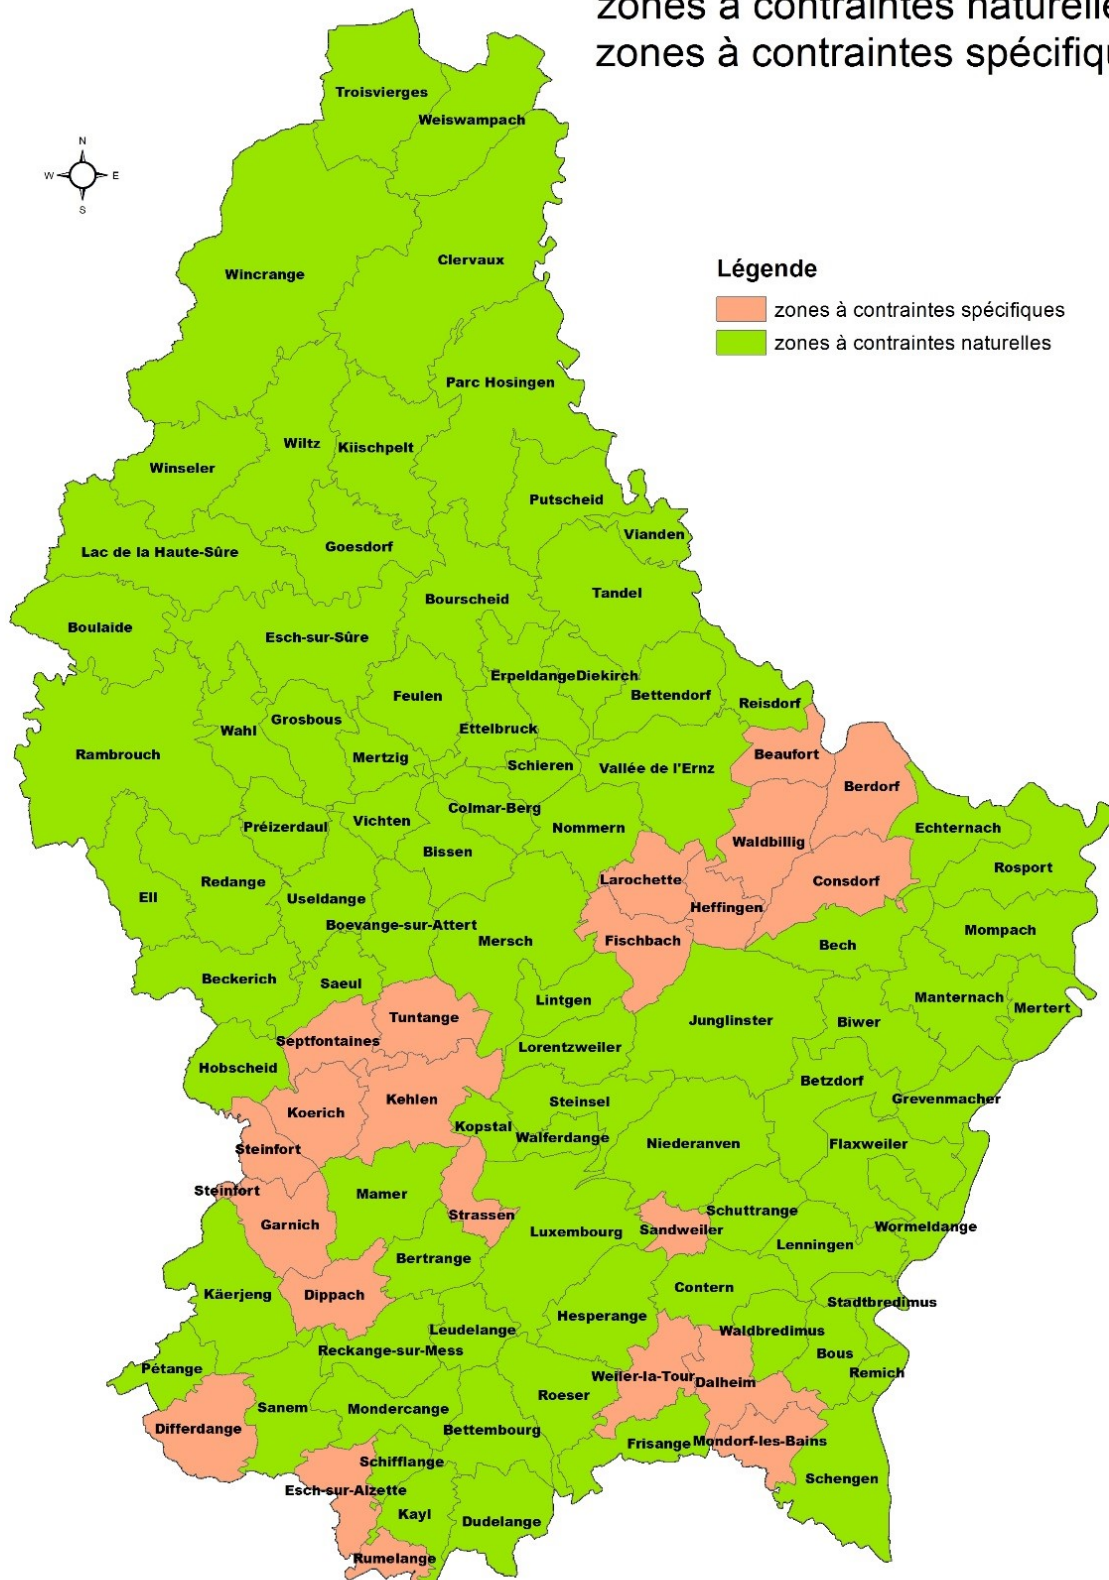 zones à contraintes naturelle
zones à contraintes spécifiqu
N
W E
S
Légende
zones à contraintes spécifiques
zones à contraintes naturelles
Troisvierges
Weiswampach
Clervaux
Wincrange
Parc Hosingen
Wiltz
Kiischpelt
Winseler
Putscheid
Vianden
Goesdorf
Lac de la Haute-Sûre
Tandel
Bourscheid
Boulaide
Esch-sur-Sûre
Erpeldange
Diekirch
Bettendorf
Feulen
Reisdorf
Grosbous
Wahl
Ettelbruck
Rambrouch
Mertzig
Schieren
Vallée de l'Ernz
Beaufort
Berdorf
Colmar-Berg
Préizerdaul
Vichten
Nommern
Echternach
Waldbillig
Bissen
Rosport
Redange
Larochette
Consdorf
Ell
Useldange
Heffingen
Boevange-sur-Attert
Mompach
Mersch
Fischbach
Bech
Beckerich
Saeul
Lintgen
Manternach
Mertert
Tuntange
Junglinster
Biwer
Septfontaines
Lorentzweiler
Hobscheid
Betzdorf
Kehlen
Steinsel
Grevenmacher
Koerich
Kopstal
Walferdange
Niederanven
Flaxweiler
Steinfort
Steinfort
Mamer
Garnich
Strassen
Schuttrange
Luxembourg
Sandweiler
Wormeldange
Lenningen
Bertrange
Contern
Käerjeng
Dippach
Stadtbredimus
Hesperange
Leudelange
Waldbredimus
Reckange-sur-Mess
Bous
Pétange
Remich
Weiler-la-Tour
Dalheim
Roeser
Sanem
Mondercange
Differdange
Bettembourg
Frisange
Mondorf-les-Bains
Schifflange
Schengen
Esch-sur-Alzette
Kayl
Dudelange
Rumelange